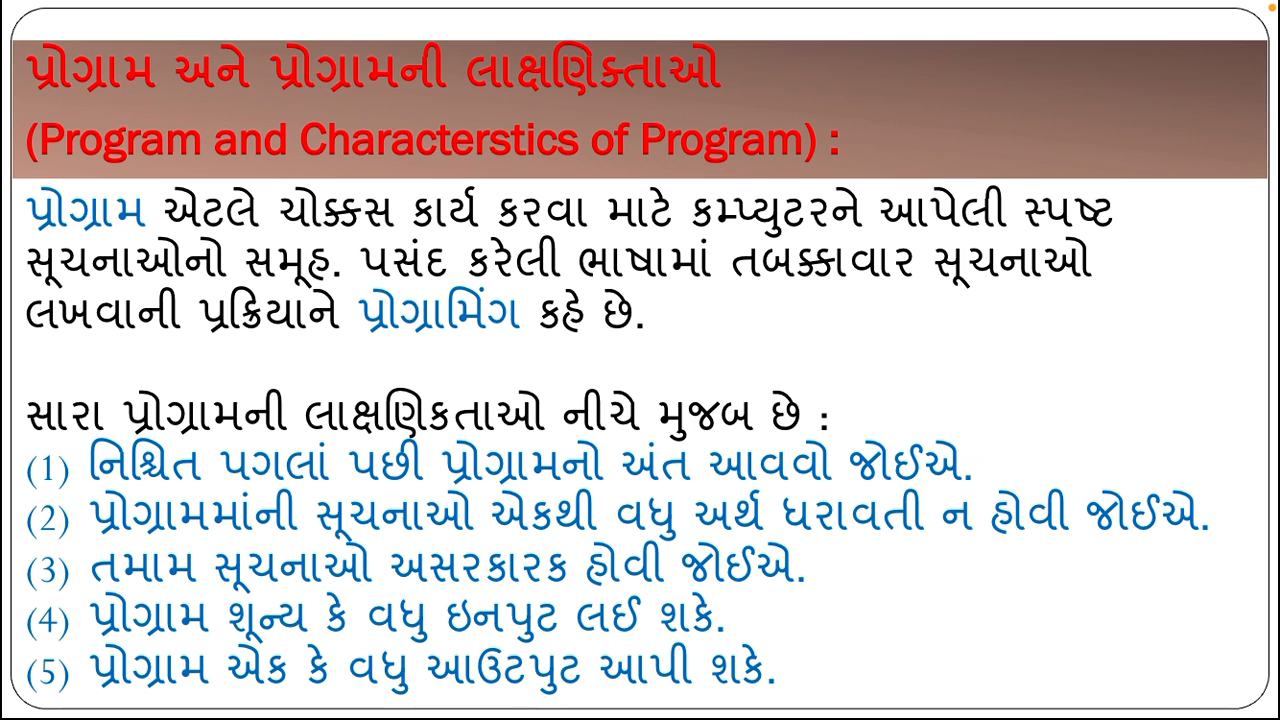 પ્રોગ્રામ અને પ્રોગ્રામની લાક્ષણિક્તાઓ
(Program and Characterstics of Program) :
પ્રોગ્રામ એટલે ચોક્કસ કાર્ય કરવા માટે કમ્પ્યુટરને આપેલી સ્પષ્ટ
સૂચનાઓનો સમૂહ. પસંદ કરેલી ભાષામાં તબક્કાવાર સૂચનાઓ
લખવાની પ્રક્રિયાને પ્રોગ્રામિંગ કહે છે.
સારા પ્રોગ્રામની લાક્ષણિકતાઓ નીચે મુજબ છે :
(1) નિશ્ચિત પગલાં પછી પ્રોગ્રામનો અંત આવવો જોઈએ.
(2) પ્રોગ્રામમાંની સૂચનાઓ એકથી વધુ અર્થ ધરાવતી ન હોવી જોઈએ.
(3) તમામ સૂચનાઓ અસરકારક હોવી જોઈએ.
(4) પ્રોગ્રામ શૂન્ય કે વધુ ઇનપુટ લઈ શકે.
(5) પ્રોગ્રામ એક કે વધુ આઉટપુટ આપી શકે.